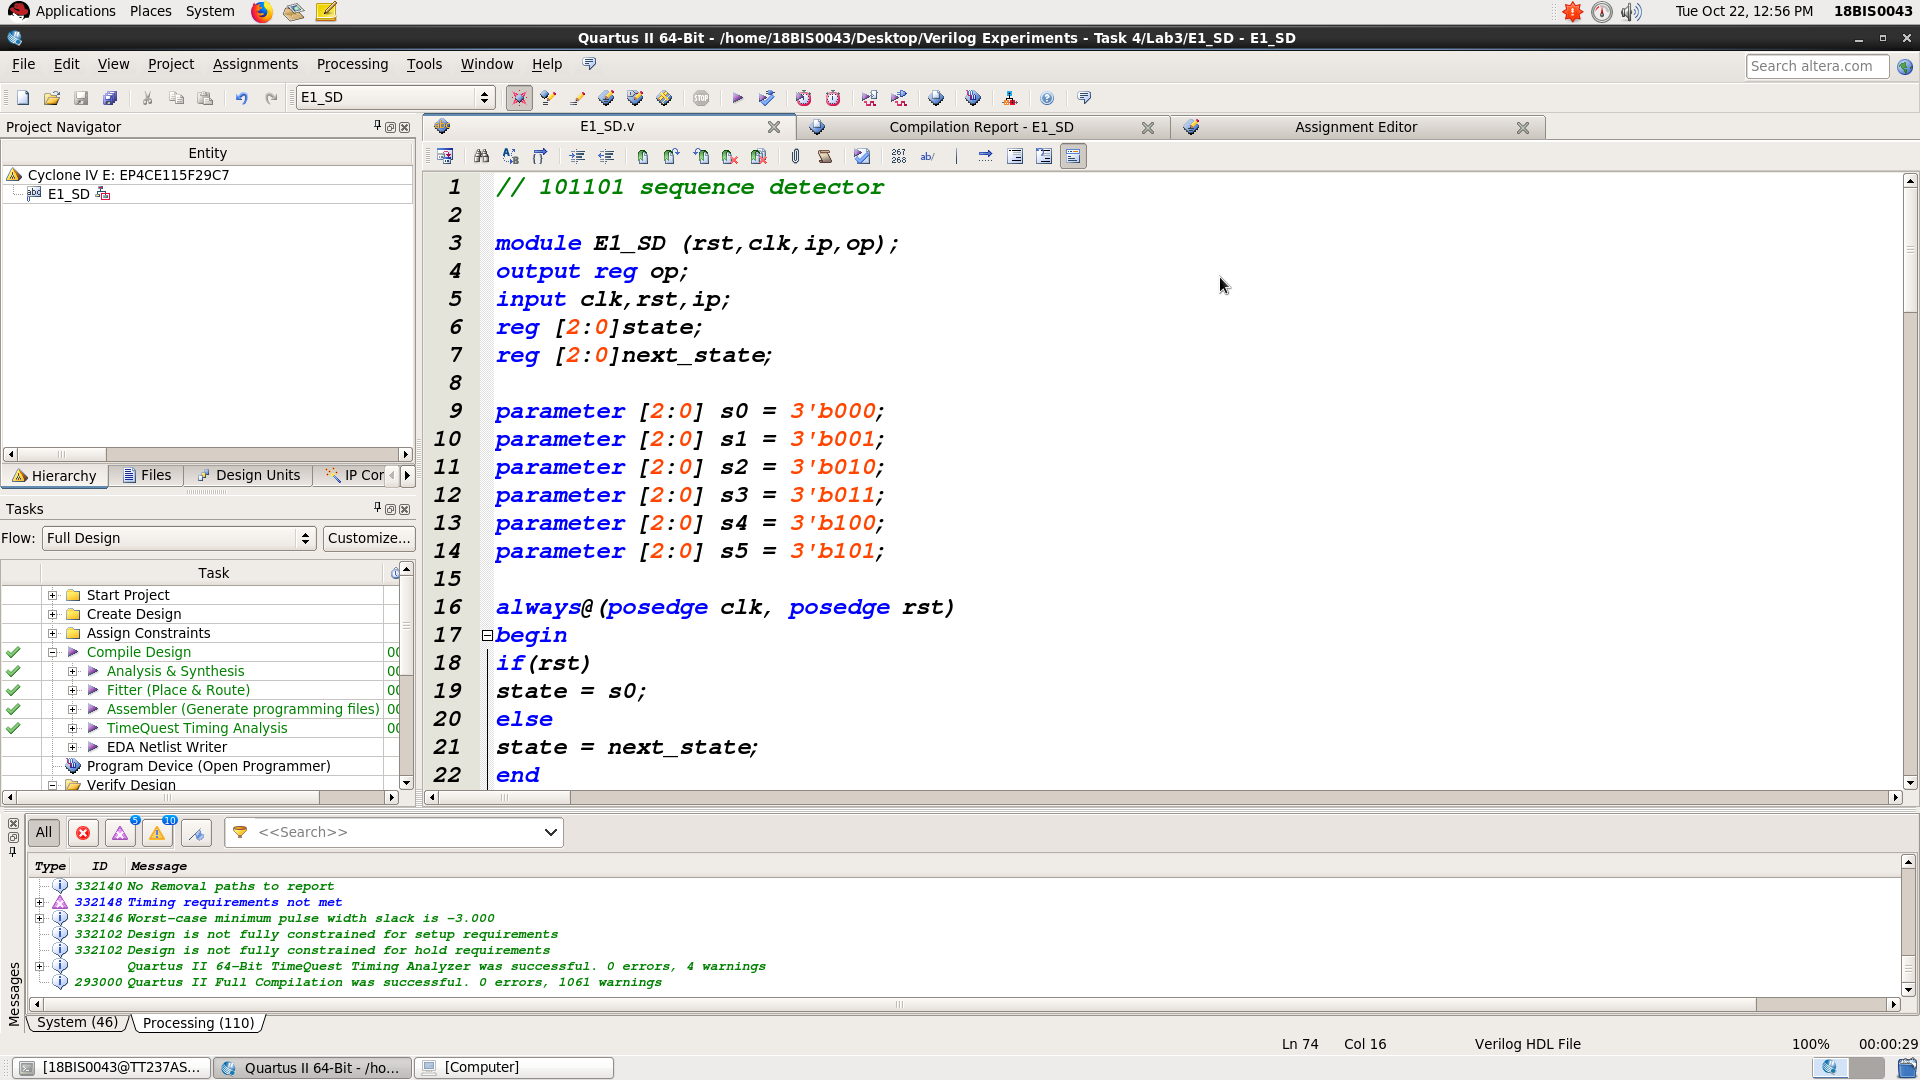 Applications Places System
Tue Oct 22, 12:56 PM 18BIS0043
Quartus II 64-Bit - /home/18BIS0043/Desktop/Verilog Experiments - Task 4/Lab3/E1_SD - E1_SD
File Edit View Project Assignments Processing Tools Window Help
Search altera.com
E1_SD
STOP
Project Navigator
Entity
Cyclone IV E: EP4CE115F29C7
abc E1_SD
Hierarchy Files Design Units IP Cor
Tasks
Flow: Full Design Customize...
Task
Start Project
Create Design
Assign Constraints
Compile Design 00
Analysis & Synthesis 00
Fitter (Place & Route) 00
Assembler (Generate programming files) 00
TimeQuest Timing Analysis 00
EDA Netlist Writer
Program Device (Open Programmer)
Verify Design
E1_SD.v Compilation Report - E1_SD Assignment Editor
267
268
ab/
1 // 101101 sequence detector
2
3 module E1_SD (rst,clk,ip,op);
4 output reg op;
5 input clk,rst,ip;
6 reg [2:0]state;
7 reg [2:0]next_state;
8
9 parameter [2:0] s0 = 3'b000;
10 parameter [2:0] s1 = 3'b001;
11 parameter [2:0] s2 = 3'b010;
12 parameter [2:0] s3 = 3'b011;
13 parameter [2:0] s4 = 3'b100;
14 parameter [2:0] s5 = 3'b101;
15
16 always@(posedge clk, posedge rst)
17 begin
18 if(rst)
19 state = s0;
20 else
21 state = next_state;
22 end
All 5 10 <<Search>>
Type ID Message
332140 No Removal paths to report
332148 Timing requirements not met
332146 Worst-case minimum pulse width slack is -3.000
332102 Design is not fully constrained for setup requirements
332102 Design is not fully constrained for hold requirements
Quartus II 64-Bit TimeQuest Timing Analyzer was successful. 0 errors, 4 warnings
293000 Quartus II Full Compilation was successful. 0 errors, 1061 warnings
Messages
System (46) Processing (110)
Ln 74 Col 16 Verilog HDL File 100% 00:00:29
[18BIS0043@TT237AS... Quartus II 64-Bit - /ho... [Computer]